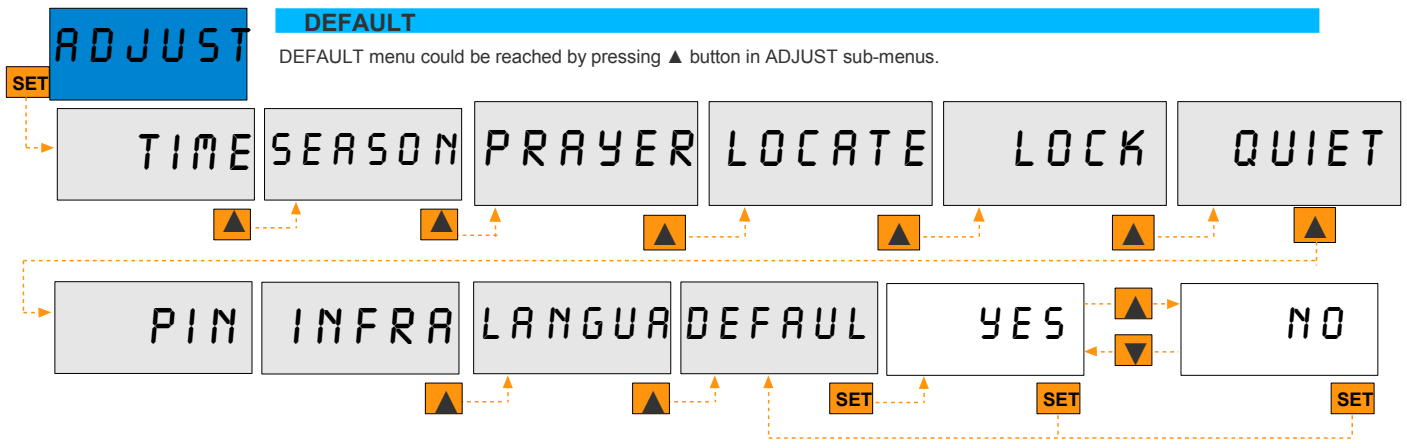 ADJUST
DEFAULT
DEFAULT menu could be reached by pressing ▲ button in ADJUST sub-menus.
SET
TIME SEASON PRAYER LOCATE LOCK QUIET
▲ ▲ ▲ ▲ ▲ ▲
PIN INFRA LANGUA DEFAUL YES ▲ NO
▼
▲ ▲ SET SET SET